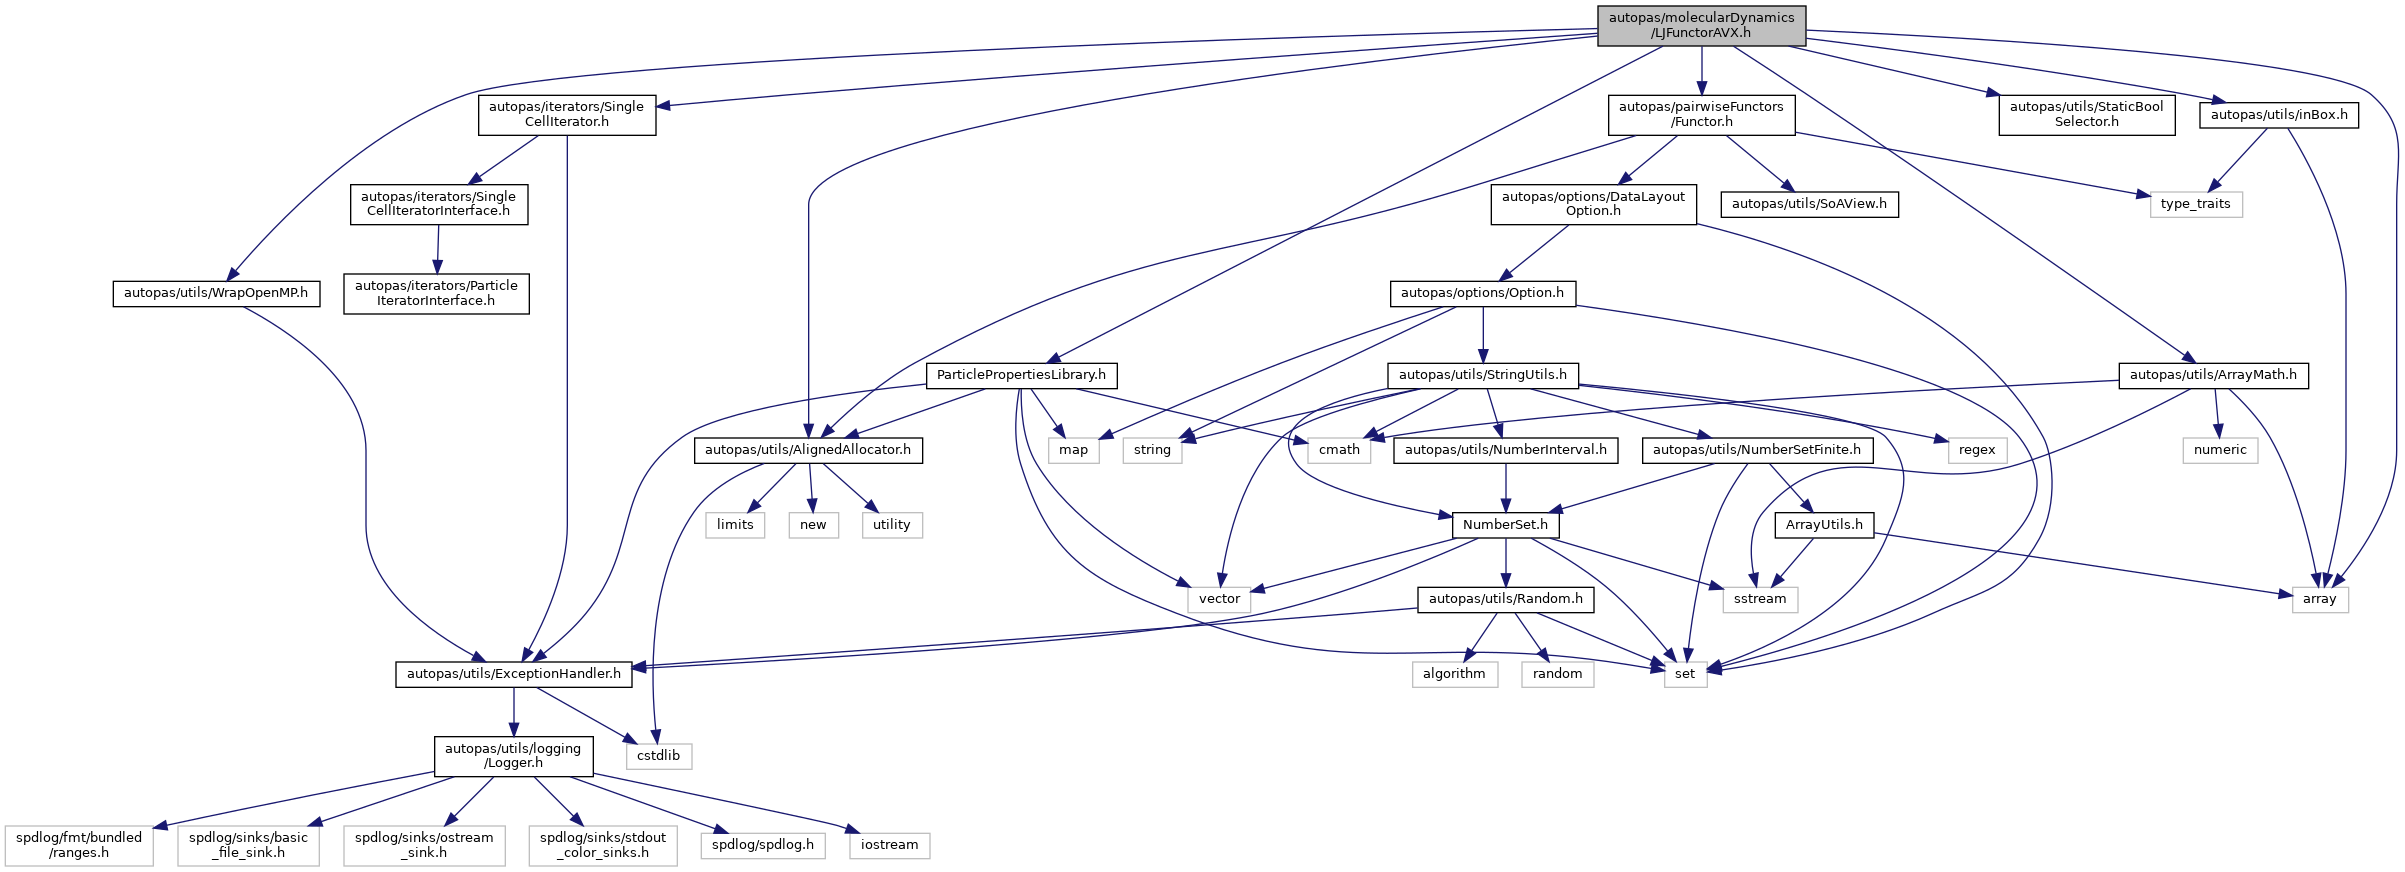 autopas/molecularDynamics
/LJFunctorAVX.h
autopas/iterators/Single
CellIterator.h
autopas/pairwiseFunctors
/Functor.h
autopas/utils/StaticBool
Selector.h
autopas/utils/inBox.h
autopas/iterators/Single
CellIteratorInterface.h
autopas/options/DataLayout
Option.h
autopas/utils/SoAView.h
type_traits
autopas/utils/WrapOpenMP.h
autopas/iterators/Particle
IteratorInterface.h
autopas/options/Option.h
ParticlePropertiesLibrary.h
autopas/utils/StringUtils.h
autopas/utils/ArrayMath.h
autopas/utils/AlignedAllocator.h
map
string
cmath
autopas/utils/NumberInterval.h
autopas/utils/NumberSetFinite.h
regex
numeric
limits
new
utility
NumberSet.h
ArrayUtils.h
vector
autopas/utils/Random.h
sstream
array
autopas/utils/ExceptionHandler.h
algorithm
random
set
autopas/utils/logging
/Logger.h
cstdlib
spdlog/fmt/bundled
/ranges.h
spdlog/sinks/basic
_file_sink.h
spdlog/sinks/ostream
_sink.h
spdlog/sinks/stdout
_color_sinks.h
spdlog/spdlog.h
iostream